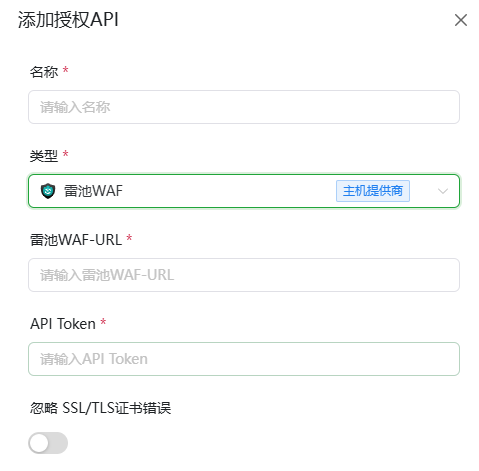 添加授权API
名称 *
请输入名称
类型 *
雷池WAF 主机提供商
雷池WAF-URL *
请输入雷池WAF-URL
API Token *
请输入API Token
忽略 SSL/TLS证书错误